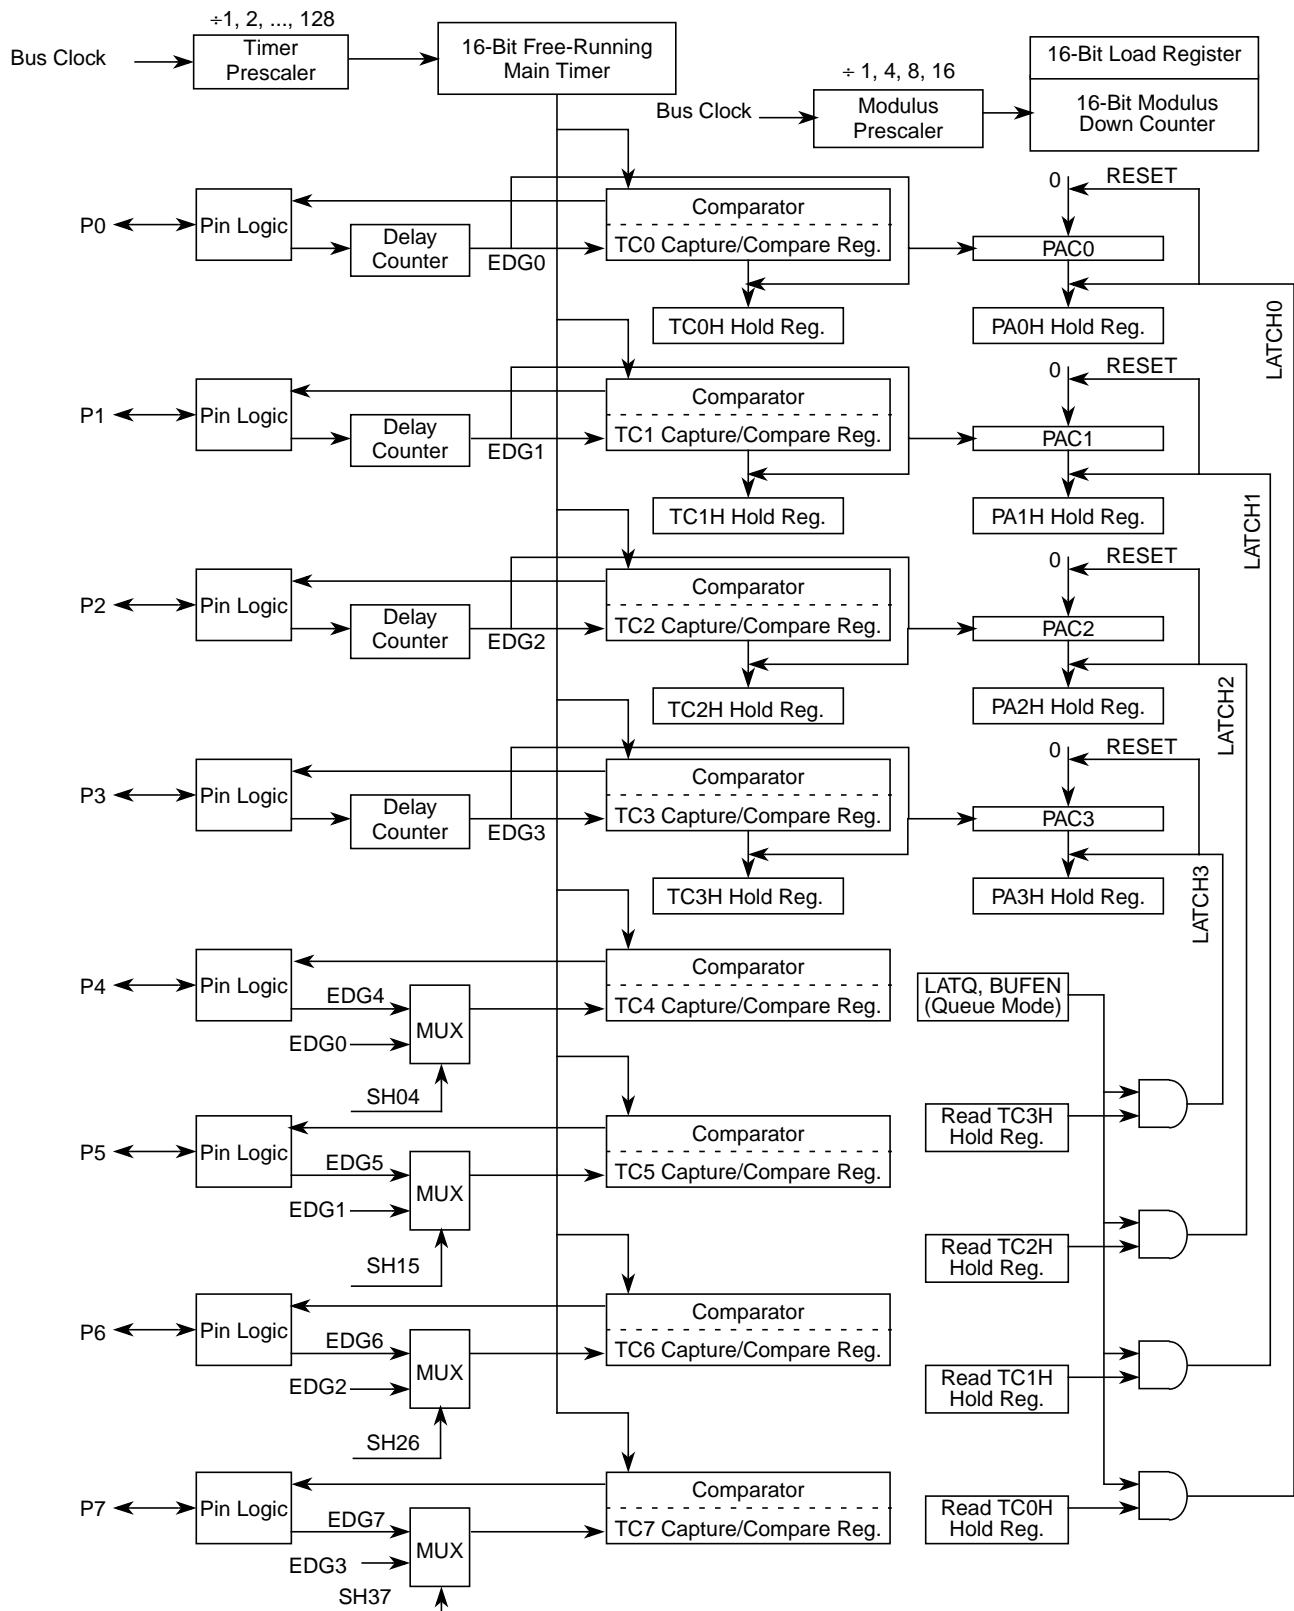 ÷1, 2, ..., 128
Bus Clock
Timer
Prescaler
16-Bit Free-Running
Main Timer
÷ 1, 4, 8, 16
Bus Clock
Modulus
Prescaler
16-Bit Load Register
16-Bit Modulus
Down Counter
P0
Pin Logic
Delay
Counter
EDG0
Comparator
TC0 Capture/Compare Reg.
TC0H Hold Reg.
0
RESET
PAC0
PA0H Hold Reg.
LATCH0
P1
Pin Logic
Delay
Counter
EDG1
Comparator
TC1 Capture/Compare Reg.
TC1H Hold Reg.
0
RESET
PAC1
PA1H Hold Reg.
LATCH1
P2
Pin Logic
Delay
Counter
EDG2
Comparator
TC2 Capture/Compare Reg.
TC2H Hold Reg.
0
RESET
PAC2
PA2H Hold Reg.
LATCH2
P3
Pin Logic
Delay
Counter
EDG3
Comparator
TC3 Capture/Compare Reg.
TC3H Hold Reg.
0
RESET
PAC3
PA3H Hold Reg.
LATCH3
P4
Pin Logic
EDG4
EDG0
MUX
SH04
Comparator
TC4 Capture/Compare Reg.
LATQ, BUFEN
(Queue Mode)
Read TC3H
Hold Reg.
P5
Pin Logic
EDG5
EDG1
MUX
SH15
Comparator
TC5 Capture/Compare Reg.
Read TC2H
Hold Reg.
P6
Pin Logic
EDG6
EDG2
MUX
SH26
Comparator
TC6 Capture/Compare Reg.
Read TC1H
Hold Reg.
P7
Pin Logic
EDG7
EDG3
MUX
SH37
Comparator
TC7 Capture/Compare Reg.
Read TC0H
Hold Reg.